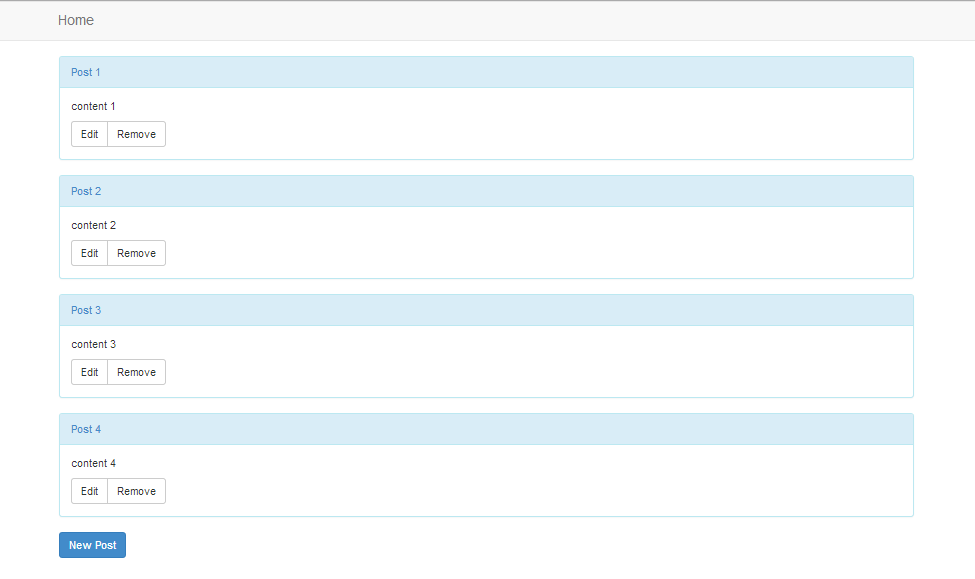 Home
Post 1
content 1
Edit Remove
Post 2
content 2
Edit Remove
Post 3
content 3
Edit Remove
Post 4
content 4
Edit Remove
New Post